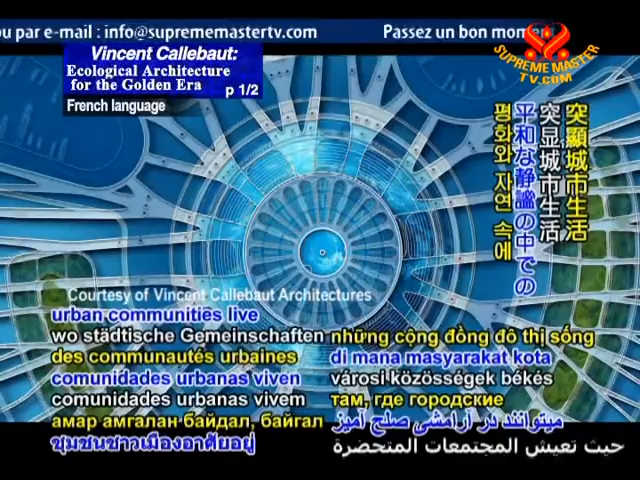 u par e-mail : info@suprememastertv.com
Passez un bon momen
SUPREME MASTER
TV.COM
Vincent Callebaut:
Ecological Architecture
for the Golden Era p 1/2
French language
突顯城市生活
突显城市生活
平和な静謐の中での
평화와 자연 속에
Courtesy of Vincent Callebaut Architectures
urban communities live
wo städtische Gemeinschaften
des communautés urbaines
comunidades urbanas viven
comunidades urbanas vivem
амар амгалан байдал, байгал
ชุมชนชาวเมืองอาศัยอยู่
những cộng đồng đô thị sống
di mana masyarakat kota
városi közösségek békés
там, где городские
میتوانند در آرامشی صلح آمیز
حيث تعيش المجتمعات المتحضرة